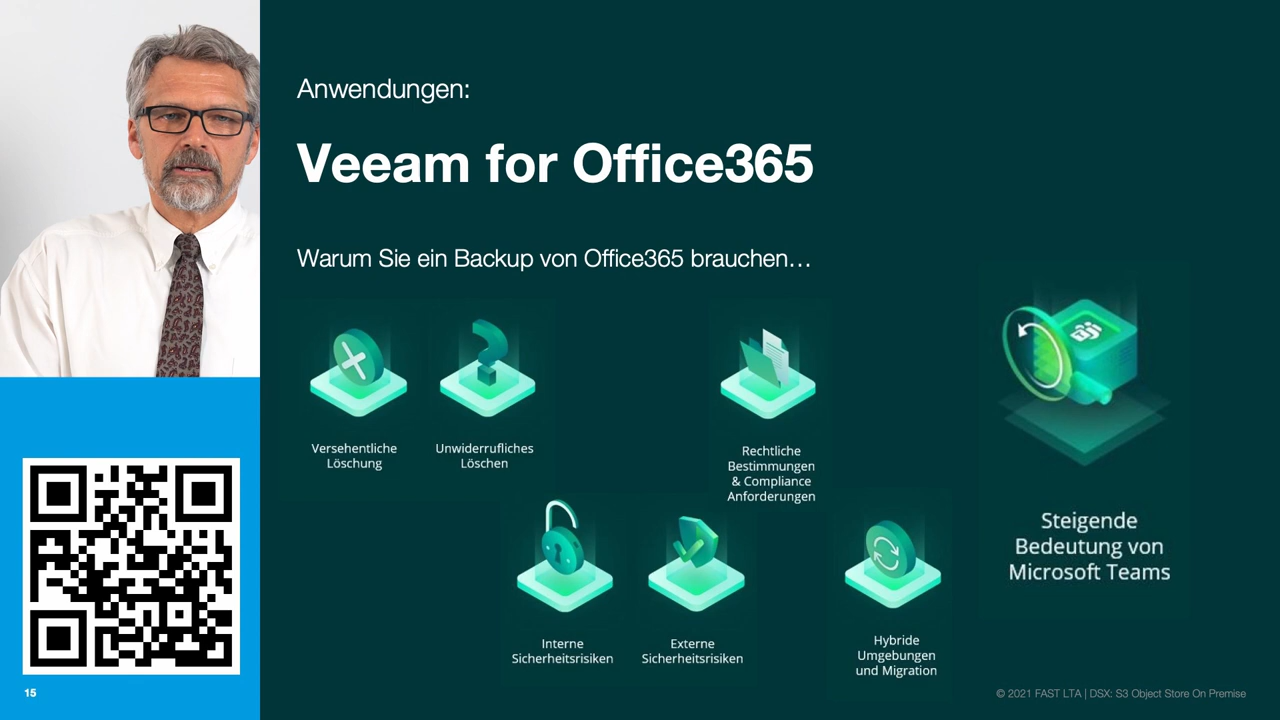 Anwendungen:
Veeam for Office365
Warum Sie ein Backup von Office365 brauchen…
Versehentliche
Löschung
Unwiderrufliches
Löschen
Rechtliche
Bestimmungen
& Compliance
Anforderungen
Steigende
Bedeutung von
Microsoft Teams
Interne
Sicherheitsrisiken
Externe
Sicherheitsrisiken
Hybride
Umgebungen
und Migration
15
© 2021 FAST LTA | DSX: S3 Object Store On Premise